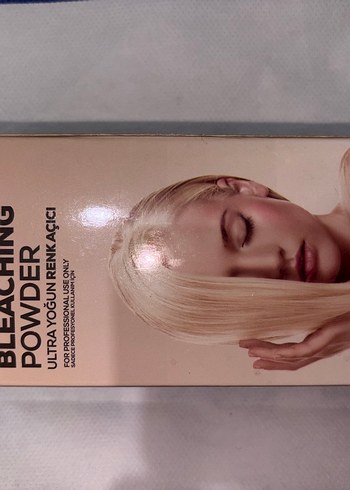 BLEACHING
POWDER
ULTRA YOĞUN RENK AÇICI
FOR PROFESSIONAL USE ONLY
SADECE PROFESYONEL KULLANIM İÇİN